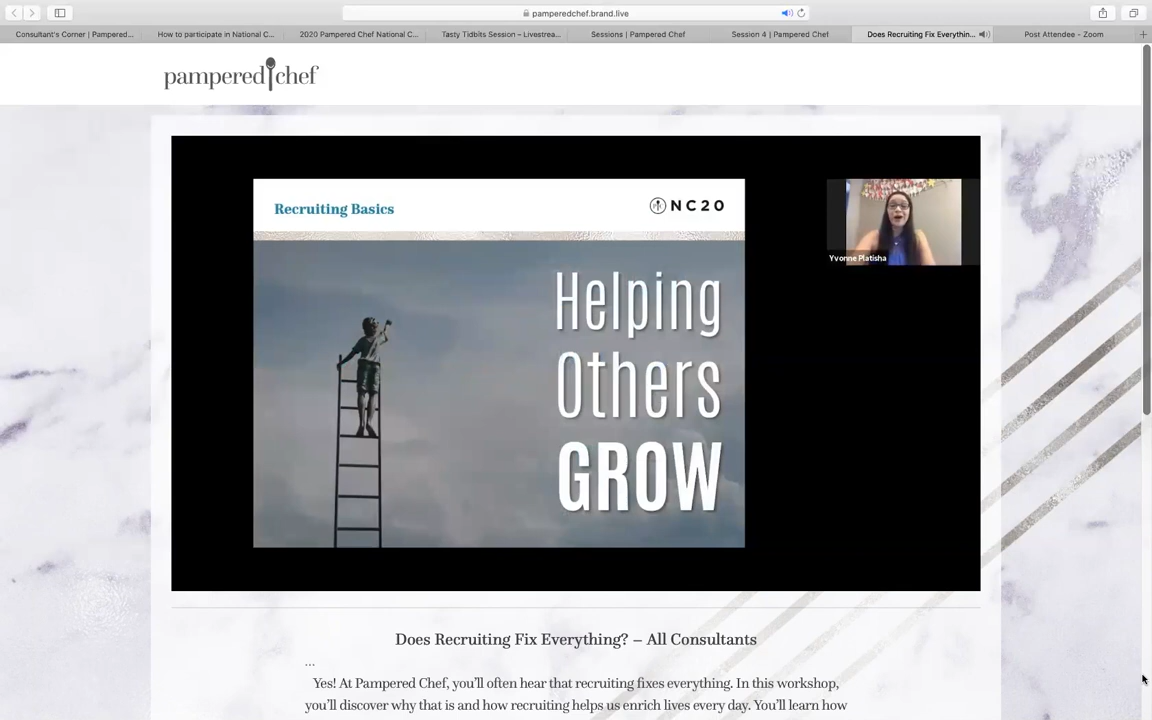 pamperedchef.brand.live
Consultant's Corner | Pampered...
How to participate in National C...
2020 Pampered Chef National C...
Tasty Tidbits Session – Livestrea...
Sessions | Pampered Chef
Session 4 | Pampered Chef
Does Recruiting Fix Everythin...
Post Attendee - Zoom
pampered chef
Recruiting Basics
NC20
Helping
Others
GROW
Yvonne Platisha
Does Recruiting Fix Everything? – All Consultants
...
Yes! At Pampered Chef, you'll often hear that recruiting fixes everything. In this workshop,
you'll discover why that is and how recruiting helps us enrich lives every day. You'll learn how